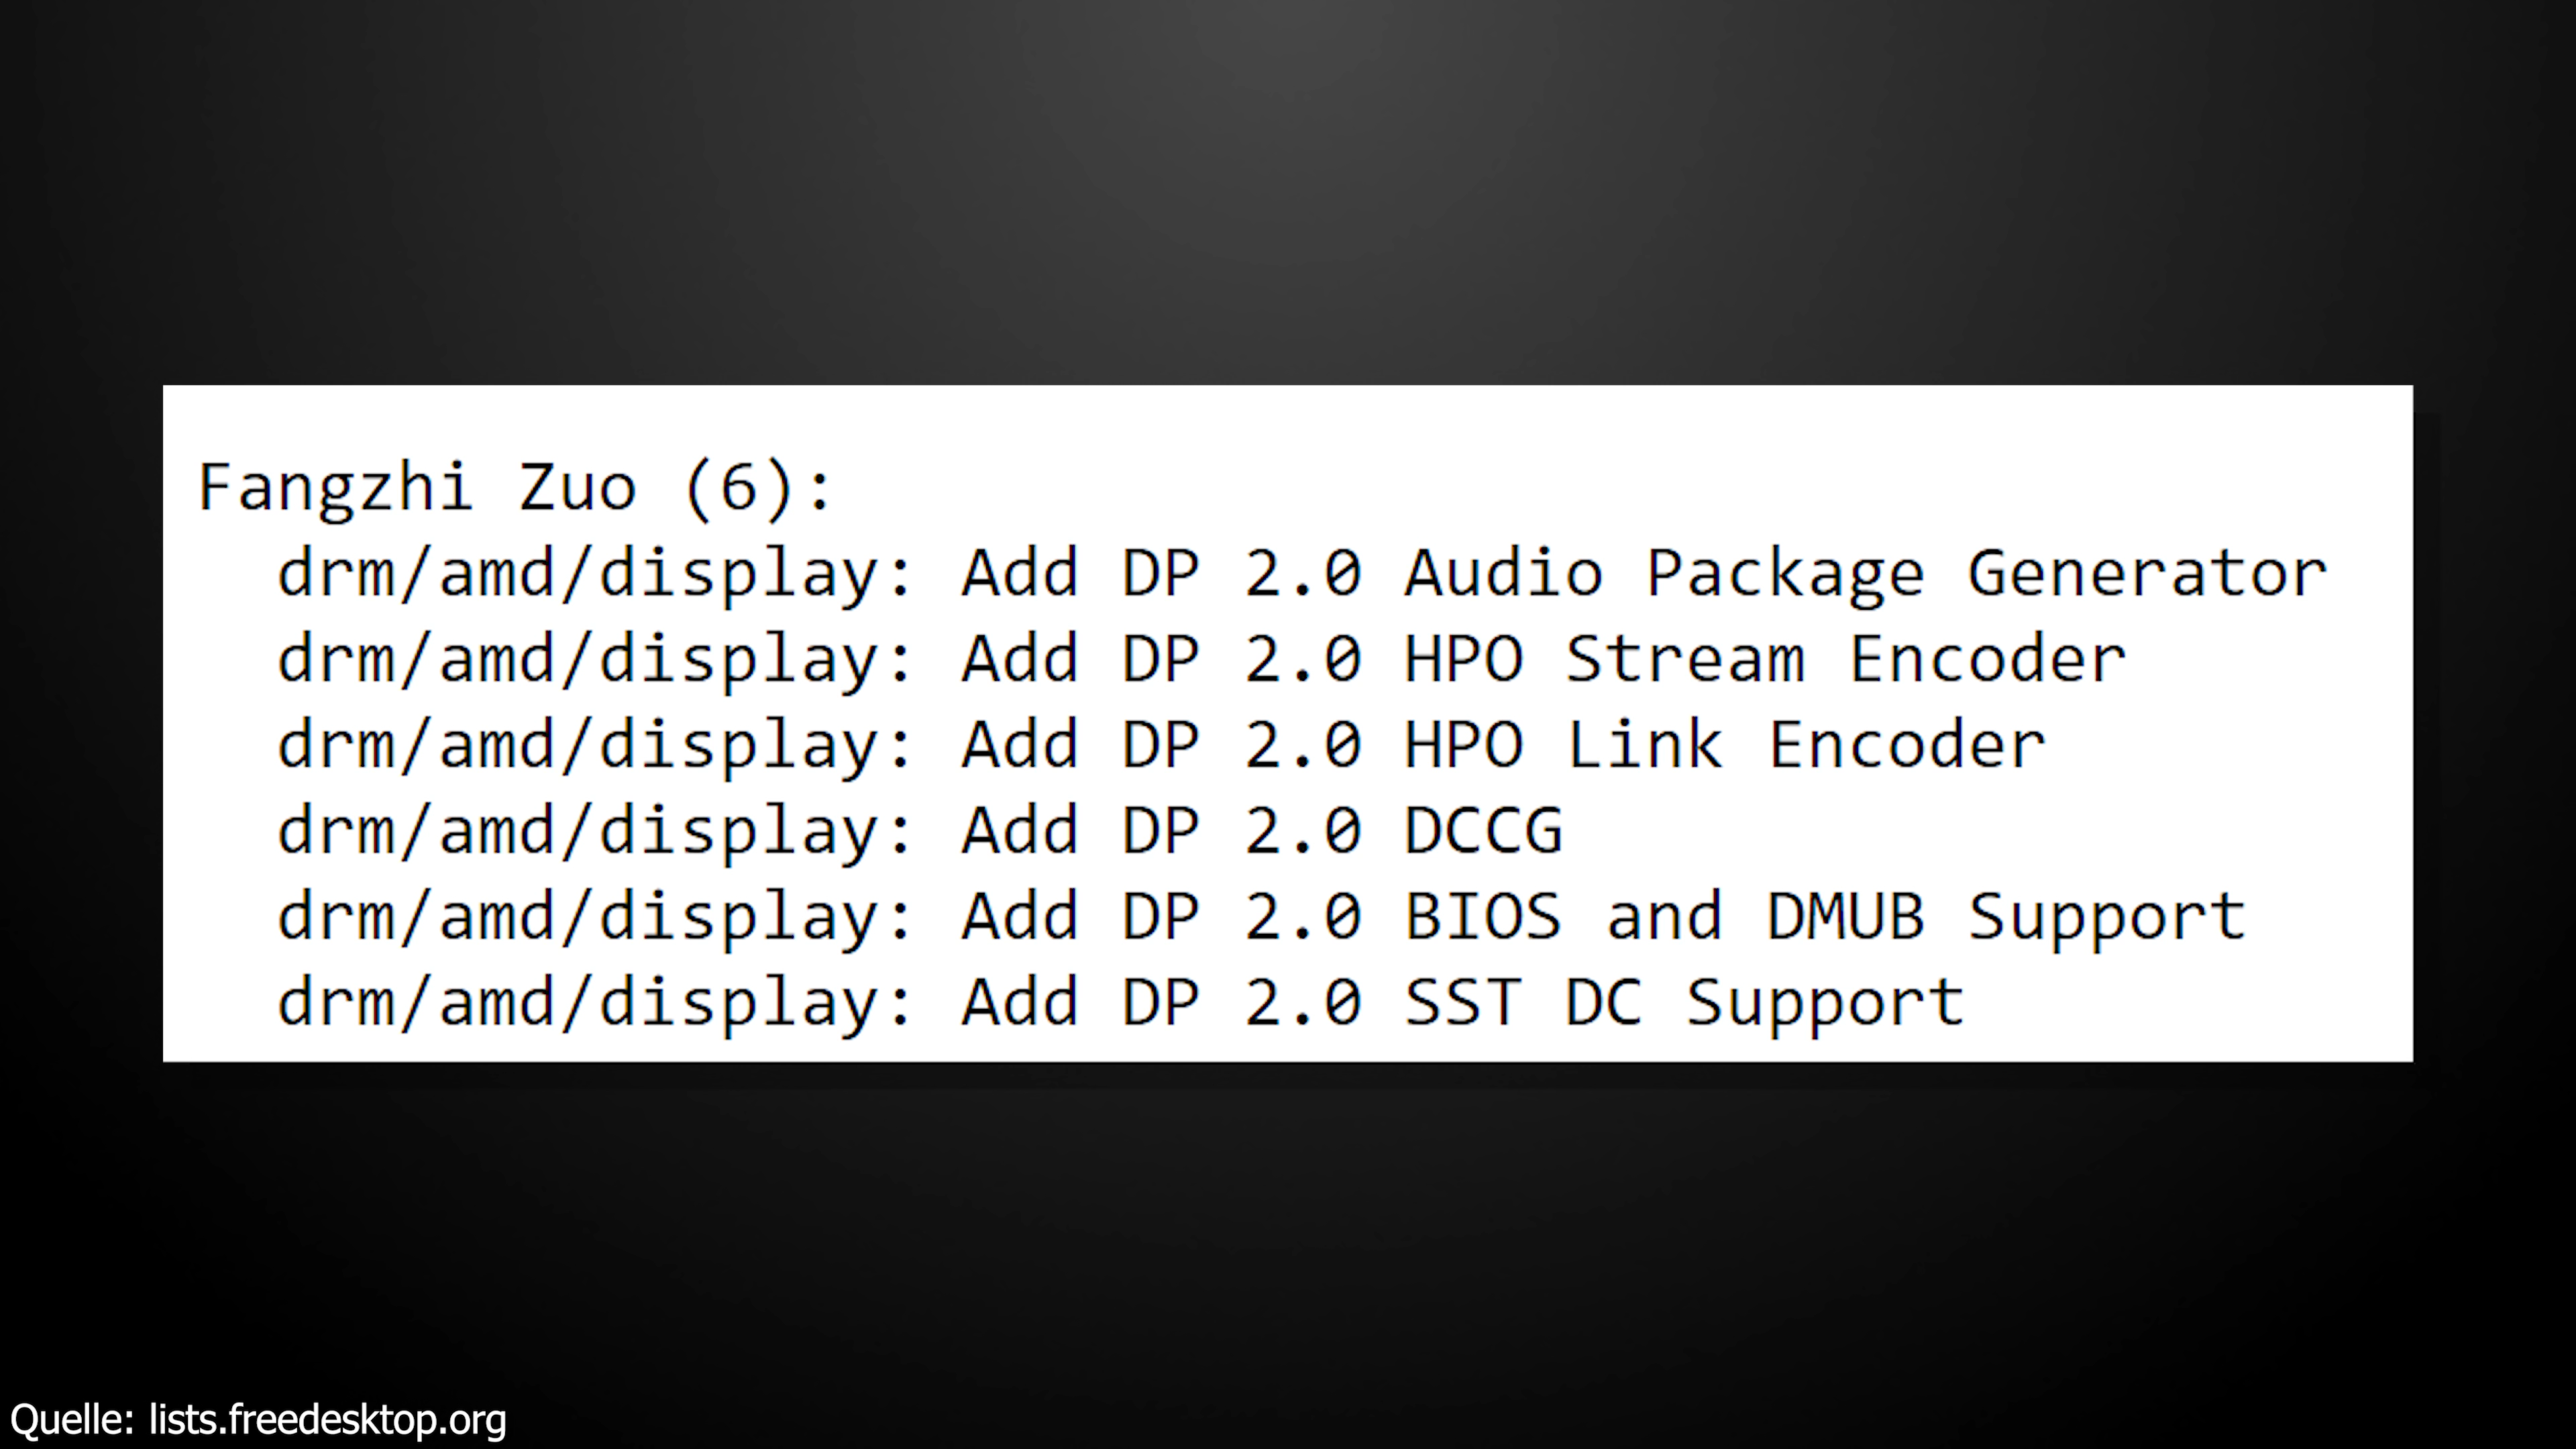 Fangzhi Zuo (6):
drm/amd/display: Add DP 2.0 Audio Package Generator
drm/amd/display: Add DP 2.0 HPO Stream Encoder
drm/amd/display: Add DP 2.0 HPO Link Encoder
drm/amd/display: Add DP 2.0 DCCG
drm/amd/display: Add DP 2.0 BIOS and DMUB Support
drm/amd/display: Add DP 2.0 SST DC Support
Quelle: lists.freedesktop.org